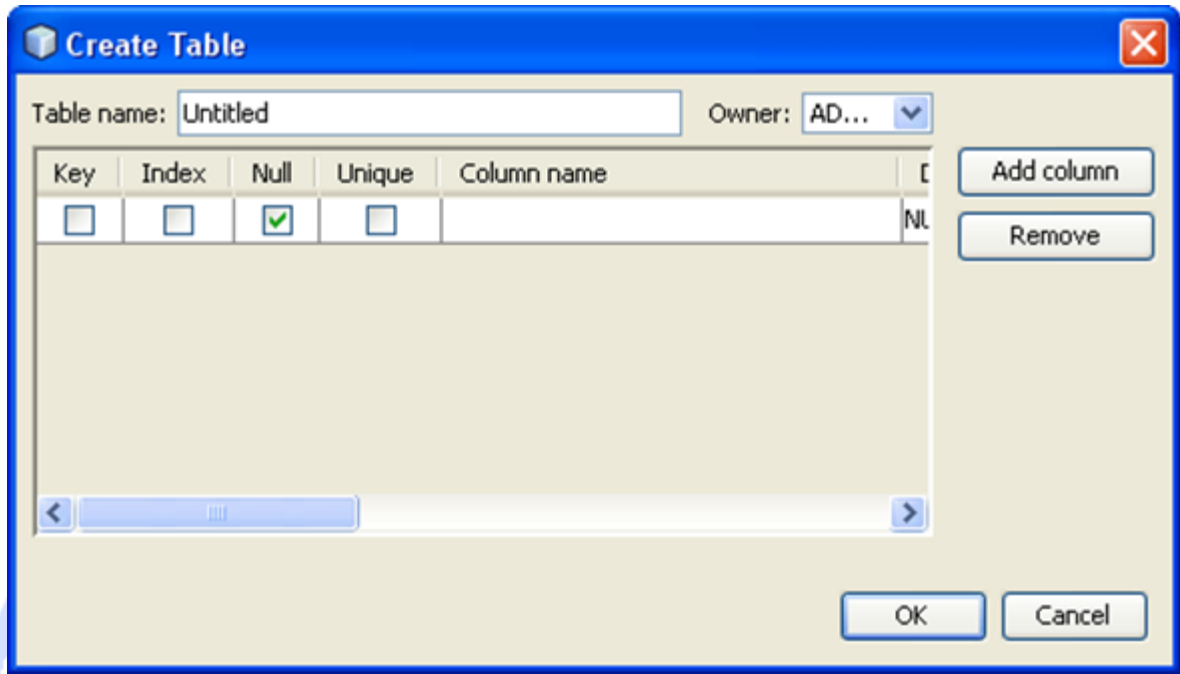 Create Table
Table name: Untitled Owner: AD...
Key Index Null Unique Column name
Add column
Remove
OK Cancel